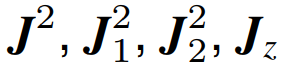 𝑱², 𝑱₁², 𝑱₂², 𝑱_z